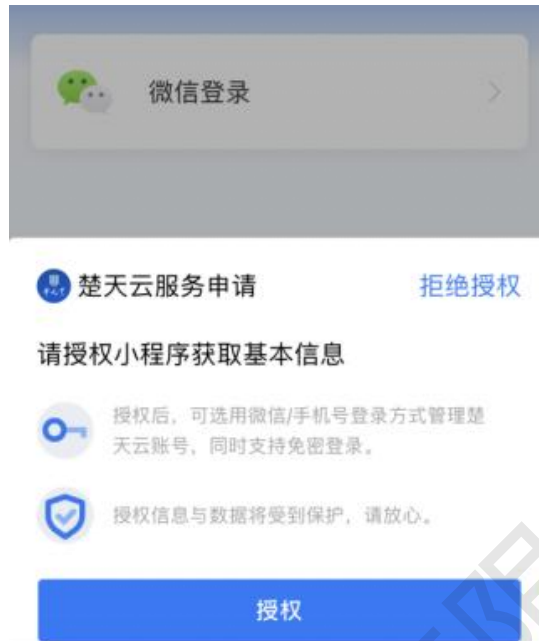 微信登录
楚天云服务申请 拒绝授权
请授权小程序获取基本信息
授权后，可选用微信/手机号登录方式管理楚
天云账号，同时支持免密登录。
授权信息与数据将受到保护，请放心。
授权